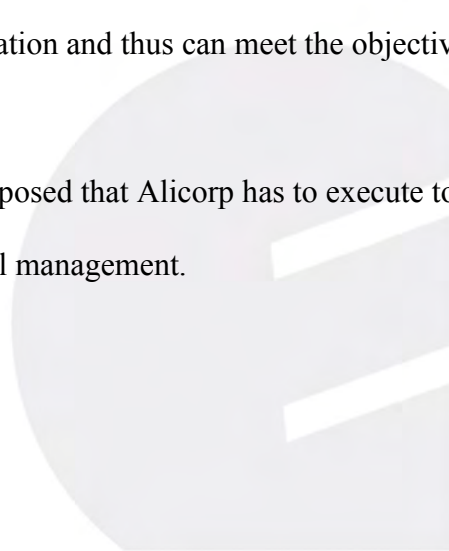 ation and thus can meet the objectiv
posed that Alicorp has to execute to
l management.